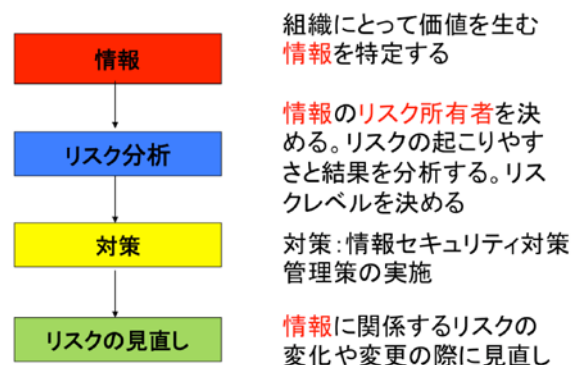 情報
組織にとって価値を生む
情報を特定する
リスク分析
情報のリスク所有者を決
める。リスクの起こりやす
さと結果を分析する。リス
クレベルを決める
対策
対策:情報セキュリティ対策
管理策の実施
リスクの見直し
情報に関係するリスクの
変化や変更の際に見直し